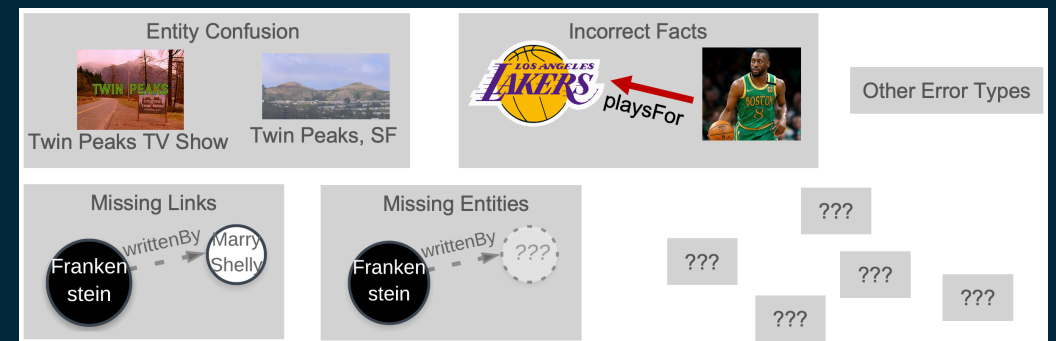 Entity Confusion
TWIN PEAKS
Twin Peaks TV Show
Twin Peaks, SF
Incorrect Facts
LOS ANGELES
LAKERS
playsFor
BOSTON
8
Other Error Types
Missing Links
Franken
stein
writtenBy
Marry
Shelly
Missing Entities
Franken
stein
writtenBy
???
???
???
???
???
???